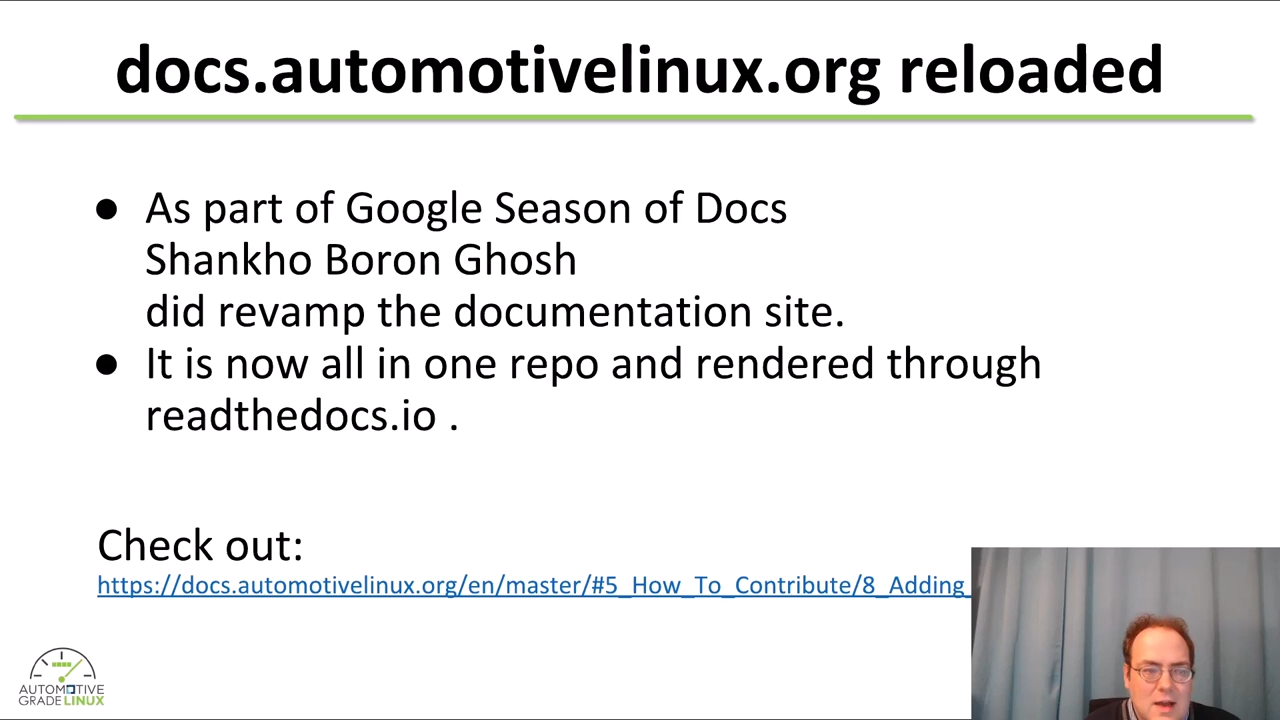 docs.automotivelinux.org reloaded
● As part of Google Season of Docs
Shankho Boron Ghosh
did revamp the documentation site.
● It is now all in one repo and rendered through
readthedocs.io .
Check out:
https://docs.automotivelinux.org/en/master/#5_How_To_Contribute/8_Adding_
AUTOMOTIVE
GRADE LINUX